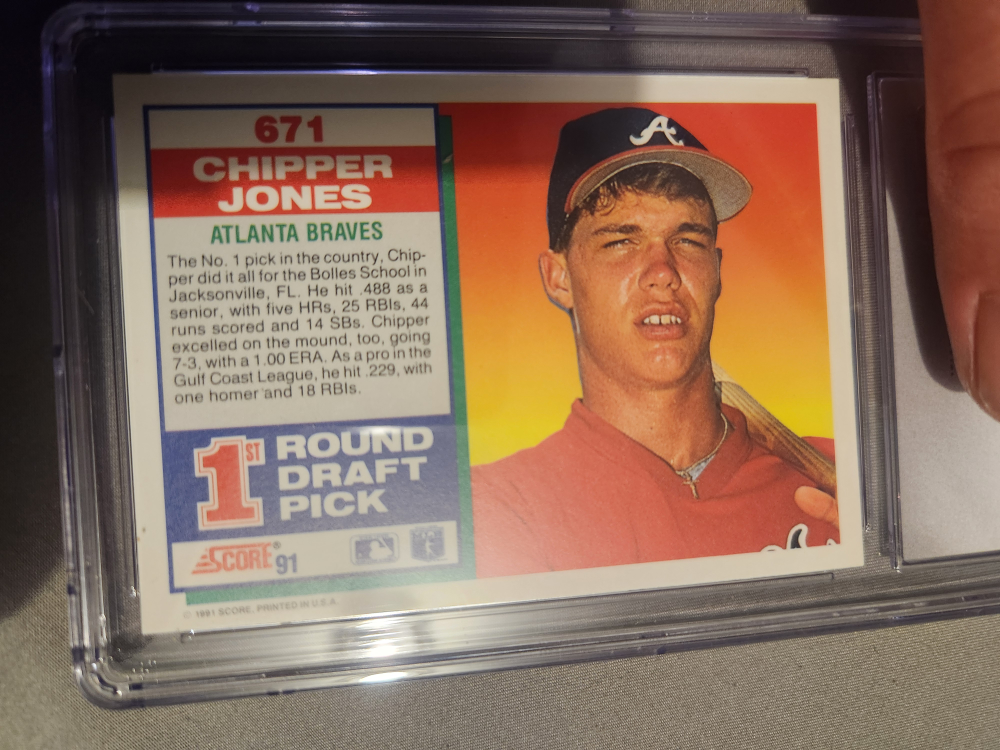 671
CHIPPER
JONES
ATLANTA BRAVES
The No. 1 pick in the country, Chip-
per did it all for the Bolles School in
Jacksonville, FL. He hit .488 as a
senior, with five HRs, 25 RBIs, 44
runs scored and 14 SBs. Chipper
excelled on the mound, too, going
7-3, with a 1.00 ERA. As a pro in the
Gulf Coast League, he hit .229, with
one homer and 18 RBIs.
1ST
ROUND
DRAFT
PICK
SCORE® 91
© 1991 SCORE, PRINTED IN U.S.A.
A